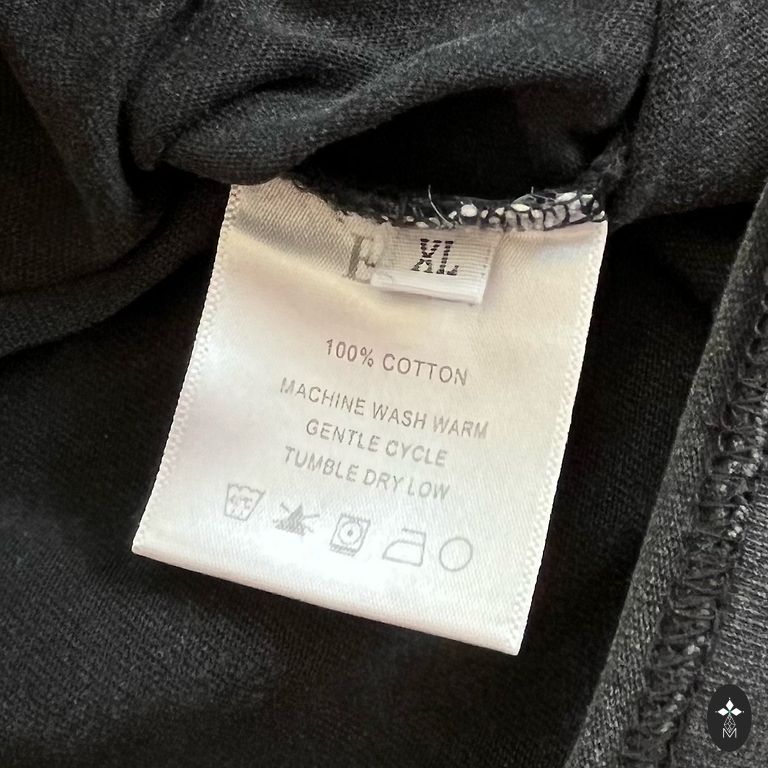 XL
100% COTTON
MACHINE WASH WARM
GENTLE CYCLE
TUMBLE DRY LOW
M